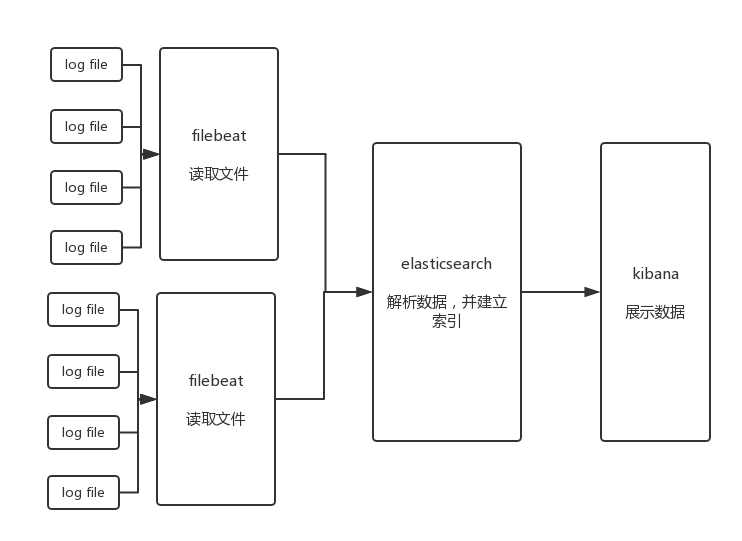 log file
log file
log file
log file
filebeat
读取文件
log file
log file
log file
log file
filebeat
读取文件
elasticsearch
解析数据，并建立
索引
kibana
展示数据